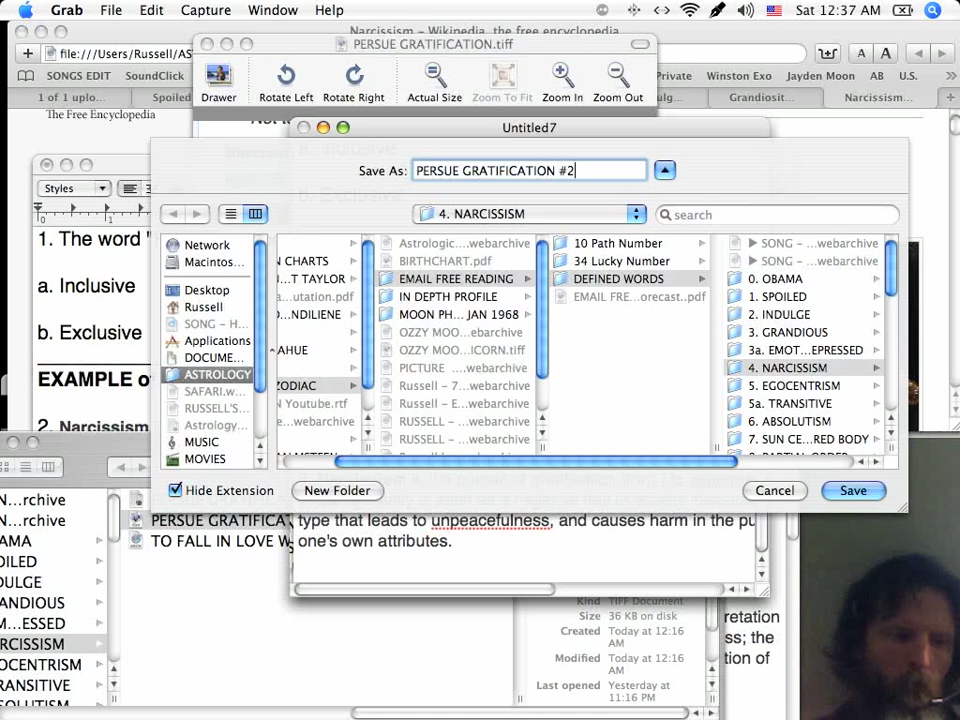 Grab File Edit Capture Window Help Sat 12:37 AM
Narcissism - Wikipedia, the free encyclopedia
file:///Users/Russell/AS
PERSUE GRATIFICATION.tiff
A A
SONGS EDIT SoundClick Private Winston Exo Jayden Moon AB U.S.
Drawer Rotate Left Rotate Right Actual Size Zoom To Fit Zoom In Zoom Out
1 of 1 uplo... Spoiled Grandiosit... Narcissism...
The Free Encyclopedia
Untitled7
Save As: PERSUE GRATIFICATION #2
Styles
4. NARCISSISM
search
0 1
1. The word "
a. Inclusive
b. Exclusive
EXAMPLE o
2. Narcissism
Network
Macintos...
Desktop
Russell
SONG - H...
Applications
DOCUME...
ASTROLOGY
SAFARI.w...
RUSSELL'S...
Astrology...
MUSIC
MOVIES
N CHARTS
...T TAYLOR
...utation.pdf
...NDILIENE
AHUE
ZODIAC
N Youtube.rtf
...webarchive
Astrologic....webarchive
BIRTHCHART.pdf
EMAIL FREE READING
IN DEPTH PROFILE
MOON PH... JAN 1968
OZZY MOO...ebarchive
OZZY MOO...ICORN.tiff
PICTURE ...webarchive
Russell - 7...webarchive
Russell - E...webarchive
RUSSELL ...webarchive
RUSSELL -...webarchive
10 Path Number
34 Lucky Number
DEFINED WORDS
EMAIL FRE...orecast..pdf
SONG - ...webarchive
SONG - ...webarchive
0. OBAMA
1. SPOILED
2. INDULGE
3. GRANDIOUS
3a. EMOT...EPRESSED
4. NARCISSISM
5. EGOCENTRISM
5a. TRANSITIVE
6. ABSOLUTISM
7. SUN CE...RED BODY
Hide Extension New Folder Cancel Save
type that leads to unpeacefulness, and causes harm in the pu
one's own attributes.
N...rchive
N...rchive
AMA
OILED
DULGE
ANDIOUS
M...ESSED
ARCISSISM
OCENTRISM
RANSITIVE
SOLUTISM
PERSUE GRATIFICA
TO FALL IN LOVE W
Kind TIFF Document
Size 36 KB on disk
Created Today at 12:16
AM
Modified Today at 12:16
AM
Last opened Yesterday at
11:16 PM
retation
ss; the
tion of